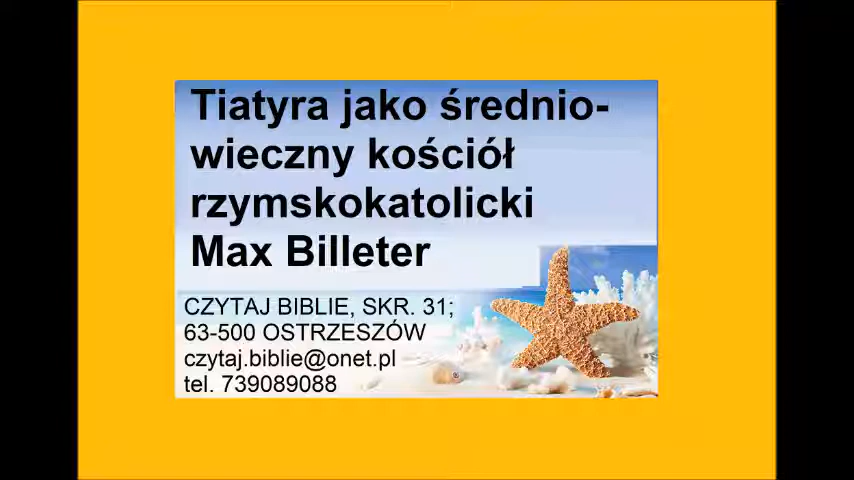 Tiatyra jako średnio-
wieczny kościół
rzymskokatolicki
Max Billeter
CZYTAJ BIBLIE, SKR. 31;
63-500 OSTRZESZÓW
czytaj.biblie@onet.pl
tel. 739089088